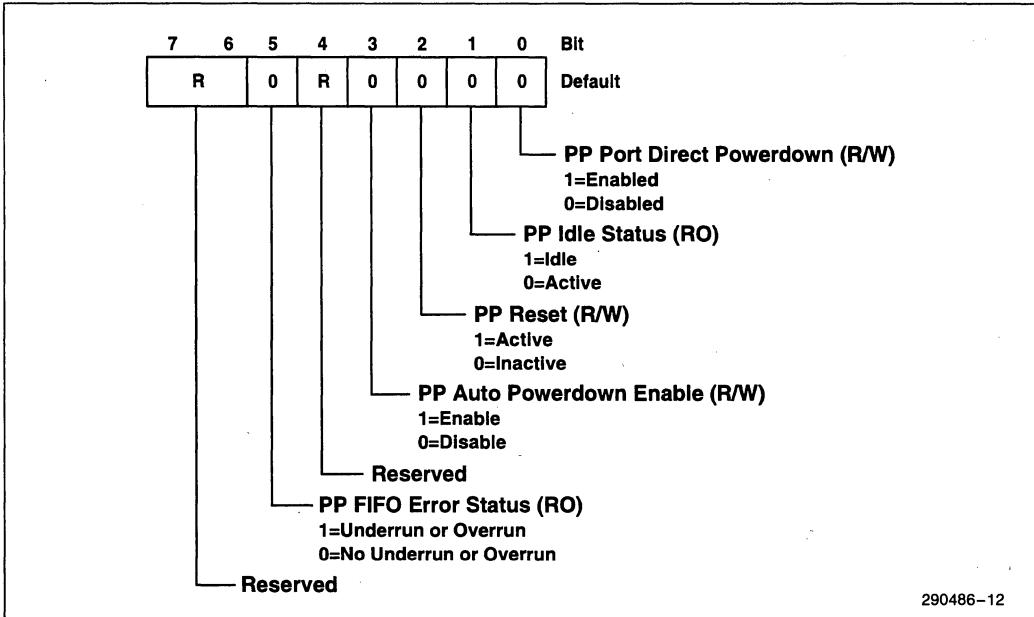 7 6 5 4 3 2 1 0 Bit
R 0 R 0 0 0 0 Default
PP Port Direct Powerdown (R/W)
1=Enabled
0=Disabled
PP Idle Status (RO)
1=Idle
0=Active
PP Reset (R/W)
1=Active
0=Inactive
PP Auto Powerdown Enable (R/W)
1=Enable
0=Disable
Reserved
PP FIFO Error Status (RO)
1=Underrun or Overrun
0=No Underrun or Overrun
Reserved
290486–12